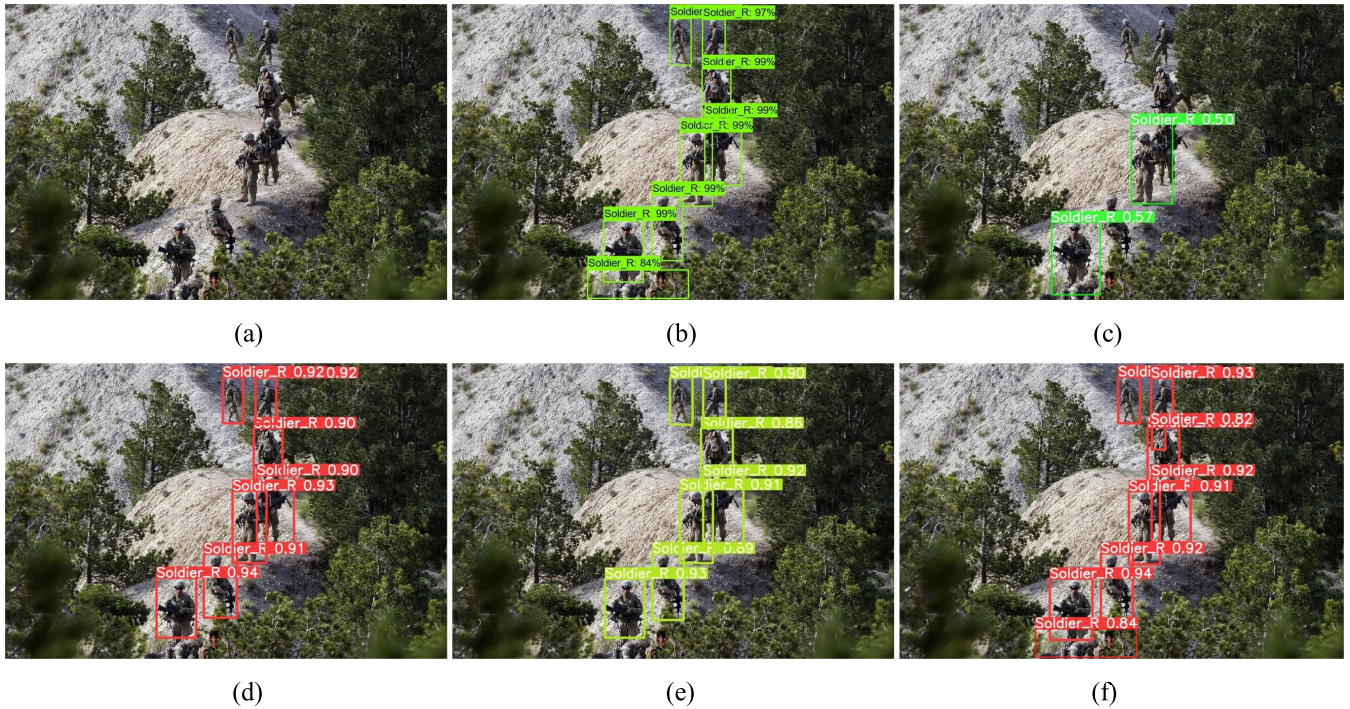 Soldier Soldier_R: 97%
Soldier_R: 99%
Soldier_R: 99%
Soldier_R: 99%
Soldier_R: 99%
Soldier_R: 99%
Soldier_R: 84%
Soldier_R 0.50
Soldier_R 0.57
(a)
(b)
(c)
Soldier_R 0.92 0.92
Soldier_R 0.90
Soldier_R 0.90
Soldier_R 0.93
Soldier_R 0.91
Soldier_R 0.94
Soldier_R 0.90
Soldier_R 0.86
Soldier_R 0.92
Soldier_R 0.91
Soldier_R 0.89
Soldier_R 0.93
Soldier_R 0.93
Soldier_R 0.82
Soldier_R 0.92
Soldier_R 0.91
Soldier_R 0.92
Soldier_R 0.94
Soldier_R 0.84
(d)
(e)
(f)